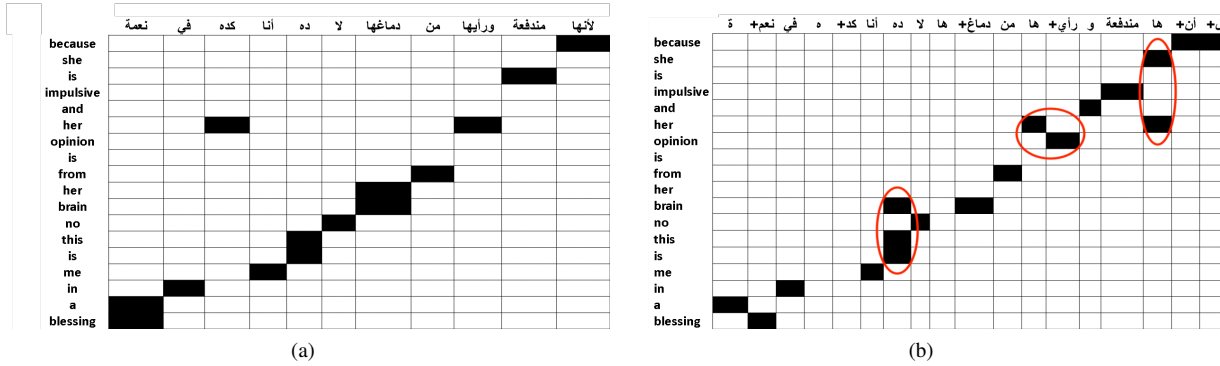 لأنها مندفعة ورأيها من دماغها لا ده أنا كده في نعمة
because
she
is
impulsive
and
her
opinion
is
from
her
brain
no
this
is
me
in
a
blessing
(a)
ل+ أن+ ها مندفعة و رأي+ ها من دماغ+ ها لا ده أنا كد+ ه في نعم+ ة
because
she
is
impulsive
and
her
opinion
is
from
her
brain
no
this
is
me
in
a
blessing
(b)